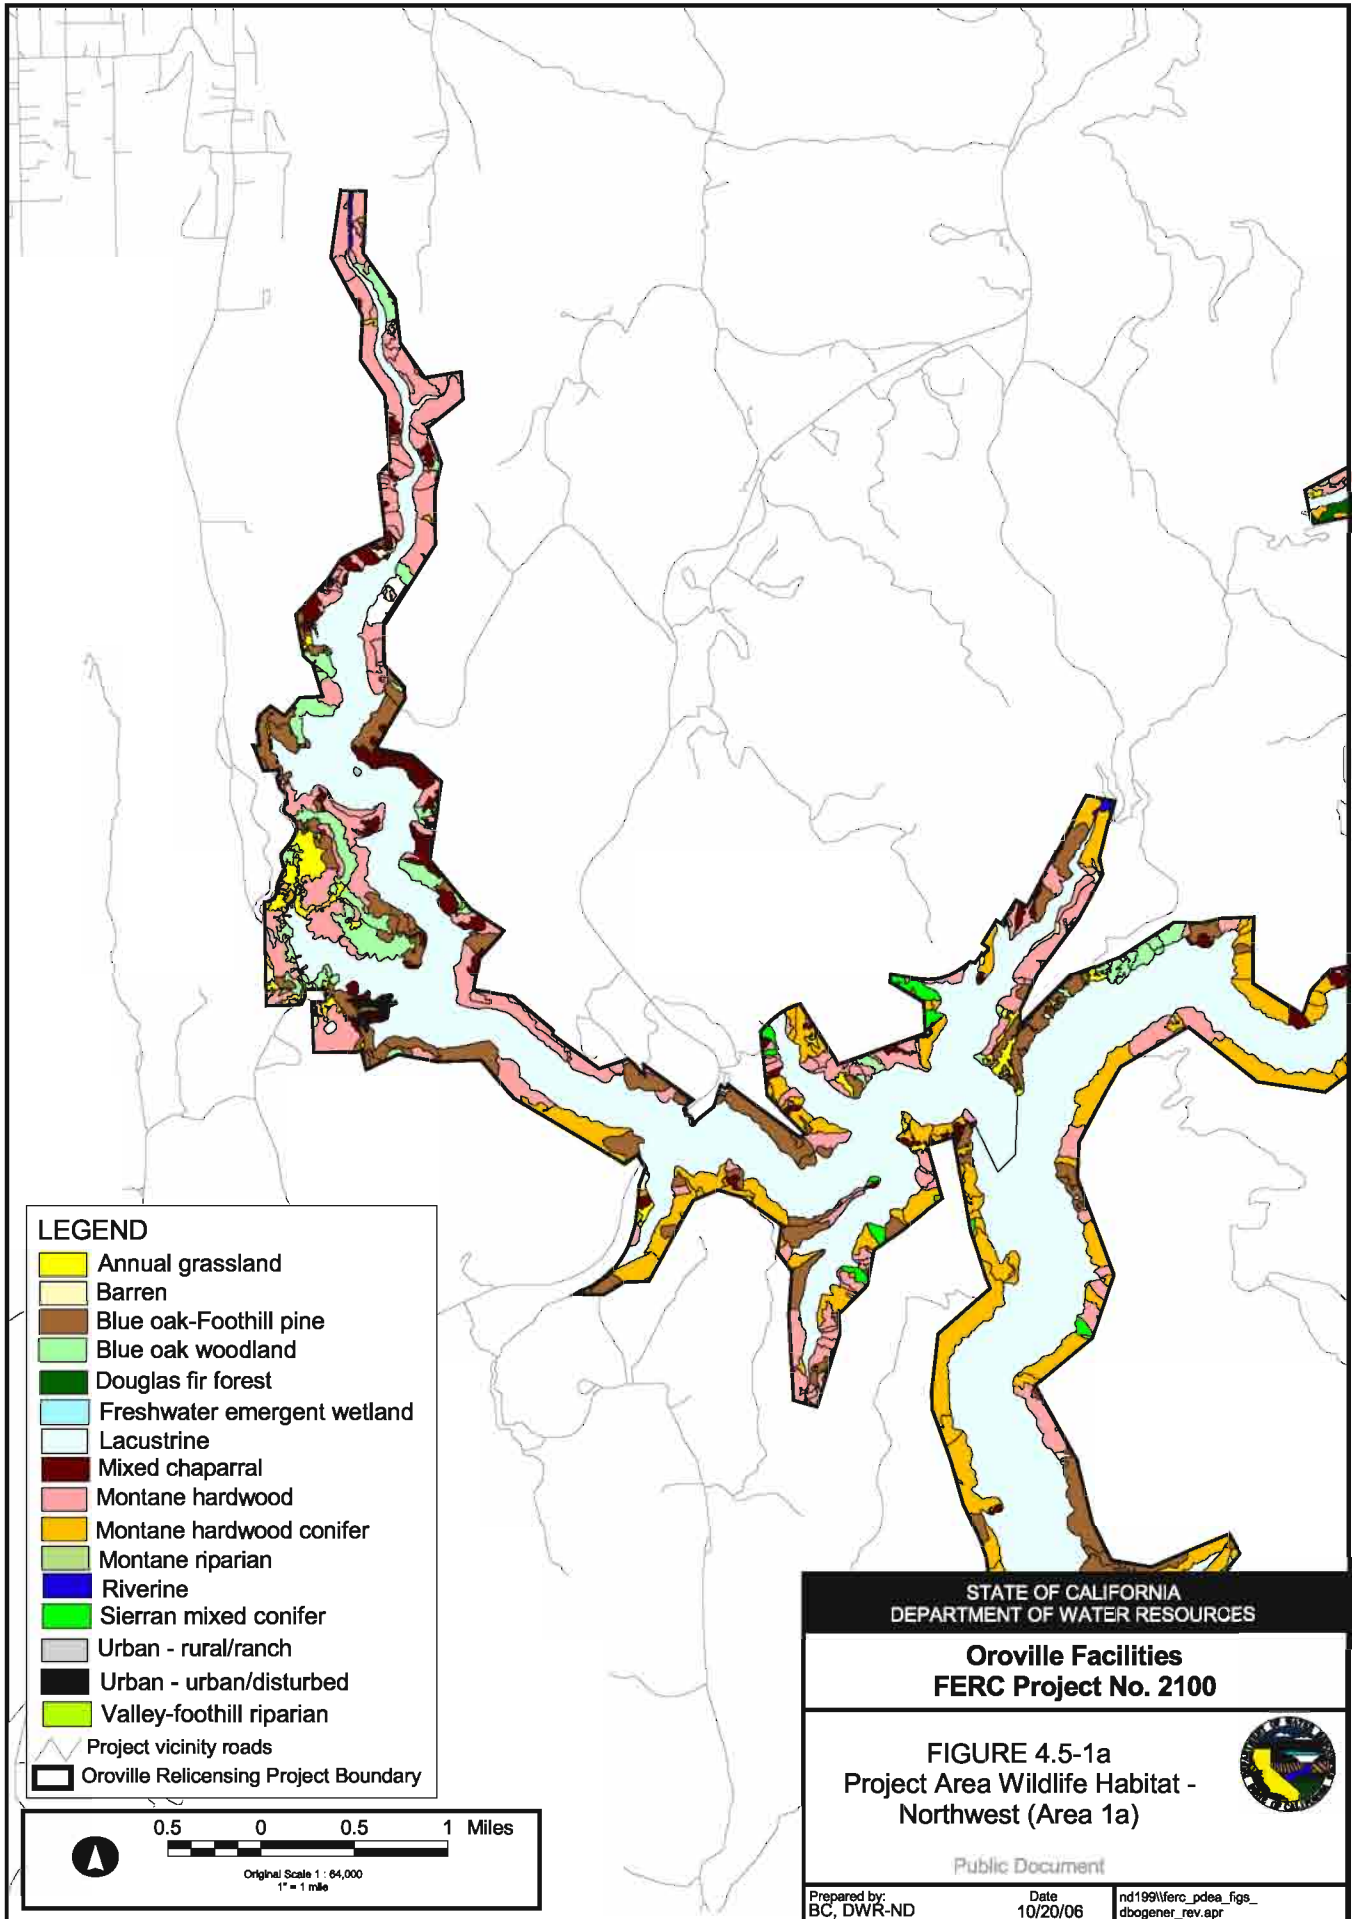 LEGEND
Annual grassland
Barren
Blue oak-Foothill pine
Blue oak woodland
Douglas fir forest
Freshwater emergent wetland
Lacustrine
Mixed chaparral
Montane hardwood
Montane hardwood conifer
Montane riparian
Riverine
Sierran mixed conifer
Urban - rural/ranch
Urban - urban/disturbed
Valley-foothill riparian
Project vicinity roads
Oroville Relicensing Project Boundary
0.5 0 0.5 1 Miles
Original Scale 1 : 64,000
1" = 1 mile
STATE OF CALIFORNIA
DEPARTMENT OF WATER RESOURCES
Oroville Facilities
FERC Project No. 2100
FIGURE 4.5-1a
Project Area Wildlife Habitat -
Northwest (Area 1a)
Public Document
Prepared by:
BC, DWR-ND
Date
10/20/06
nd199\\ferc_pdea_figs_
dbogener_rev.apr